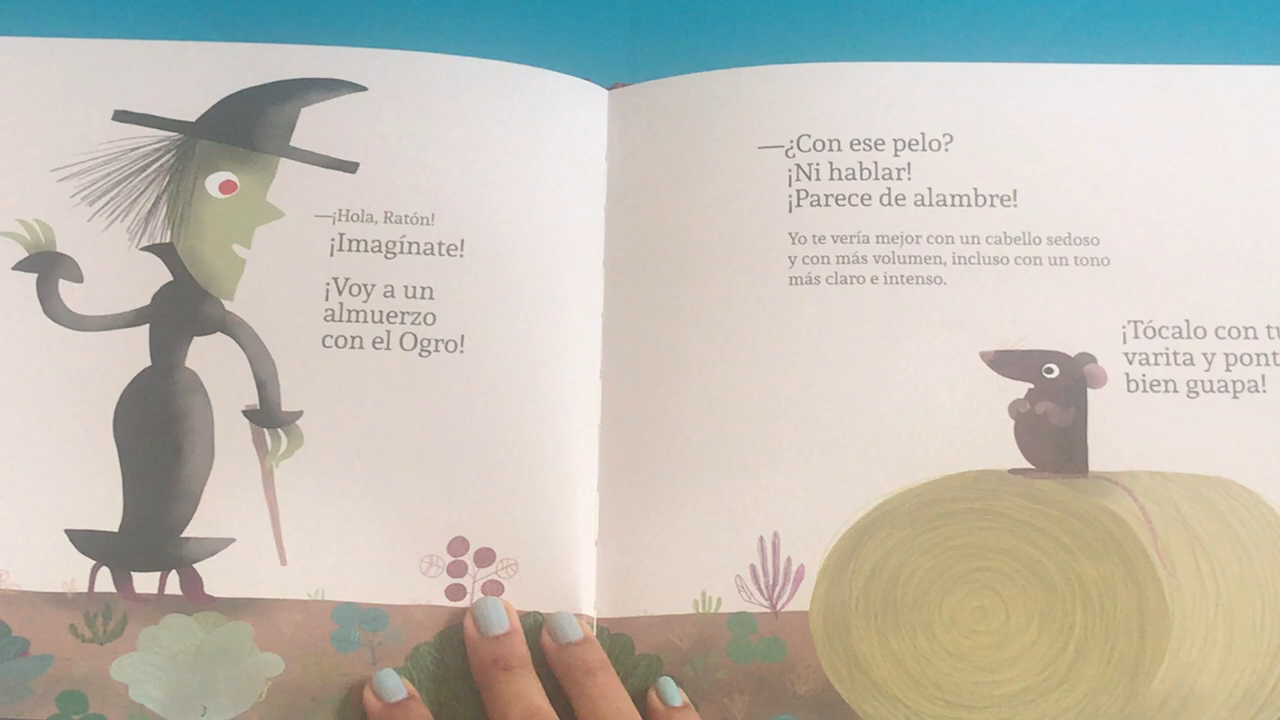 —¡Hola, Ratón!
¡Imagínate!
¡Voy a un
almuerzo
con el Ogro!
—¿Con ese pelo?
¡Ni hablar!
¡Parece de alambre!
Yo te vería mejor con un cabello sedoso
y con más volumen, incluso con un tono
más claro e intenso.
¡Tócalo con
varita y
bien guapa!